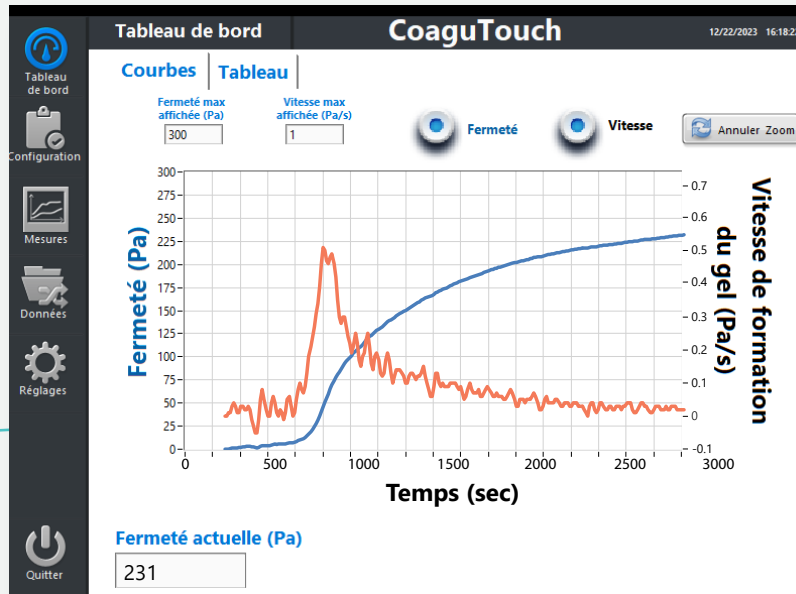 Tableau de bord
CoaguTouch
12/22/2023 16:18:22
Tableau
de bord
Configuration
Mesures
Données
Réglages
Quitter
Courbes
Tableau
Fermeté max
affichée (Pa)
300
Vitesse max
affichée (Pa/s)
1
Fermeté
Vitesse
Annuler Zoom
Fermeté (Pa)
300
275
250
225
200
175
150
125
100
75
50
25
0
0.7
0.6
0.5
0.4
0.3
0.2
0.1
0
-0.1
Vitesse de formation
du gel (Pa/s)
0 500 1000 1500 2000 2500 3000
Temps (sec)
Fermeté actuelle (Pa)
231